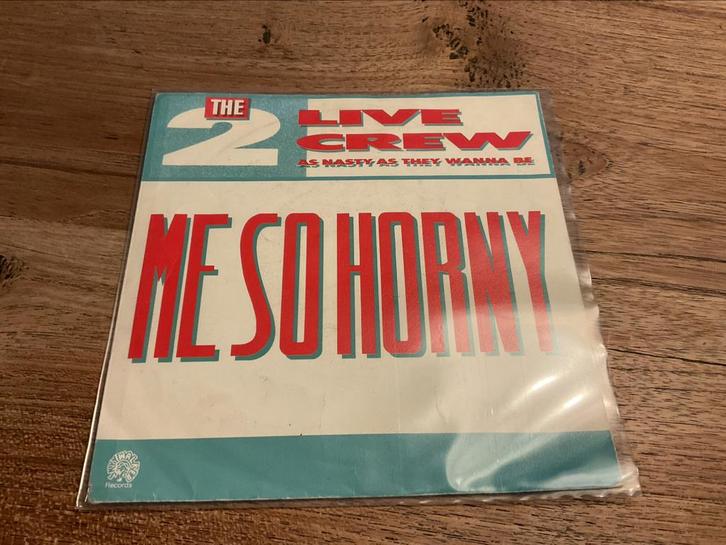 THE
2 LIVE
CREW
AS NASTY AS THEY WANNA BE
ME SO HORNY
Records